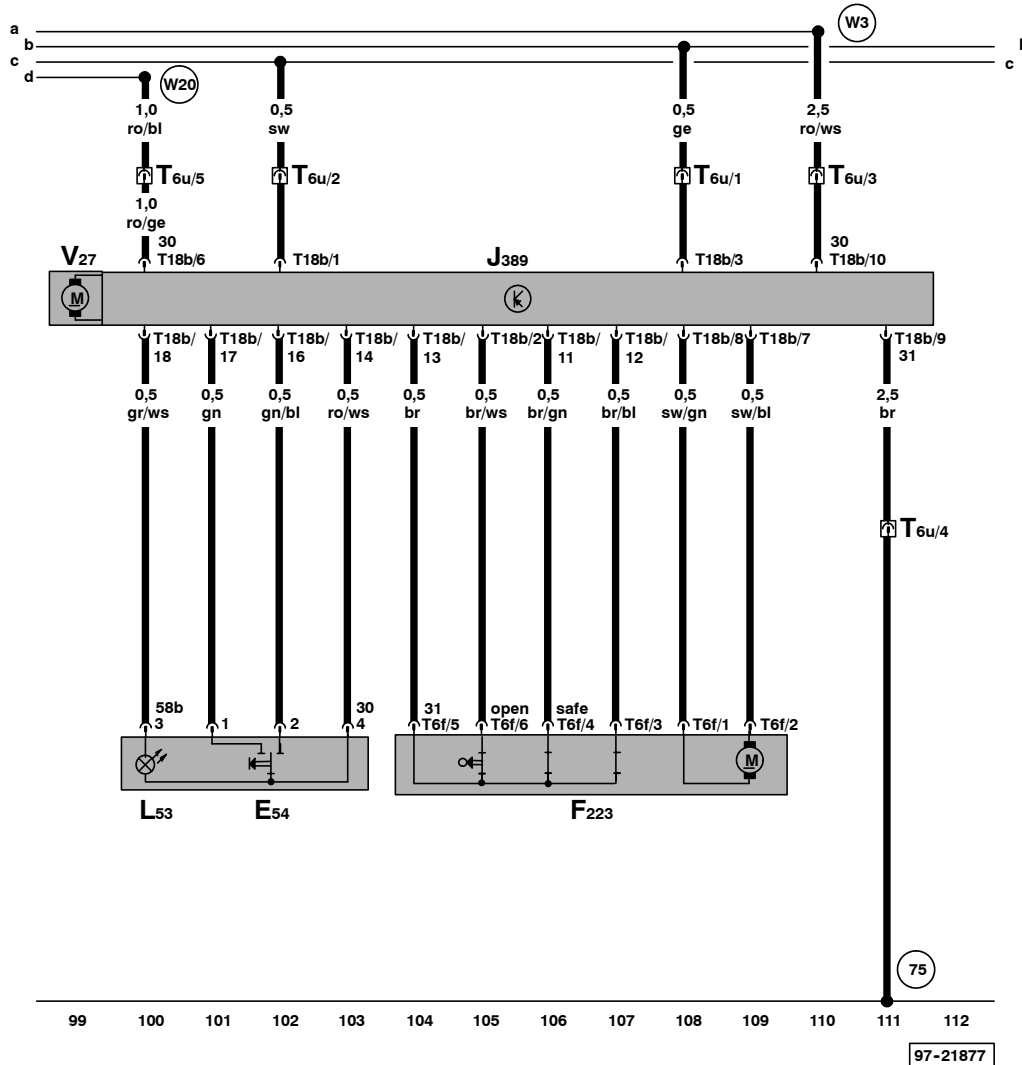 a
W3
b
c
c
d
W20
1,0 0,5 0,5 2,5
ro/bl sw ge ro/ws
T6u/5 T6u/2 T6u/1 T6u/3
1,0
ro/ge
30 30
V27 T18b/6 T18b/1 J389 T18b/3 T18b/10
M
T18b/ T18b/ T18b/ T18b/ T18b/ T18b/2 T18b/ T18b/ T18b/8 T18b/7 T18b/9
18 17 16 14 13 11 12 31
0,5 0,5 0,5 0,5 0,5 0,5 0,5 0,5 0,5 0,5 2,5
gr/ws gn gn/bl ro/ws br br/ws br/gn br/bl sw/gn sw/bl br
T6u/4
58b 30 31 open safe
3 1 2 4 T6f/5 T6f/6 T6f/4 T6f/3 T6f/1 T6f/2
M
L53 E54 F223
75
99 100 101 102 103 104 105 106 107 108 109 110 111 112
97-21877